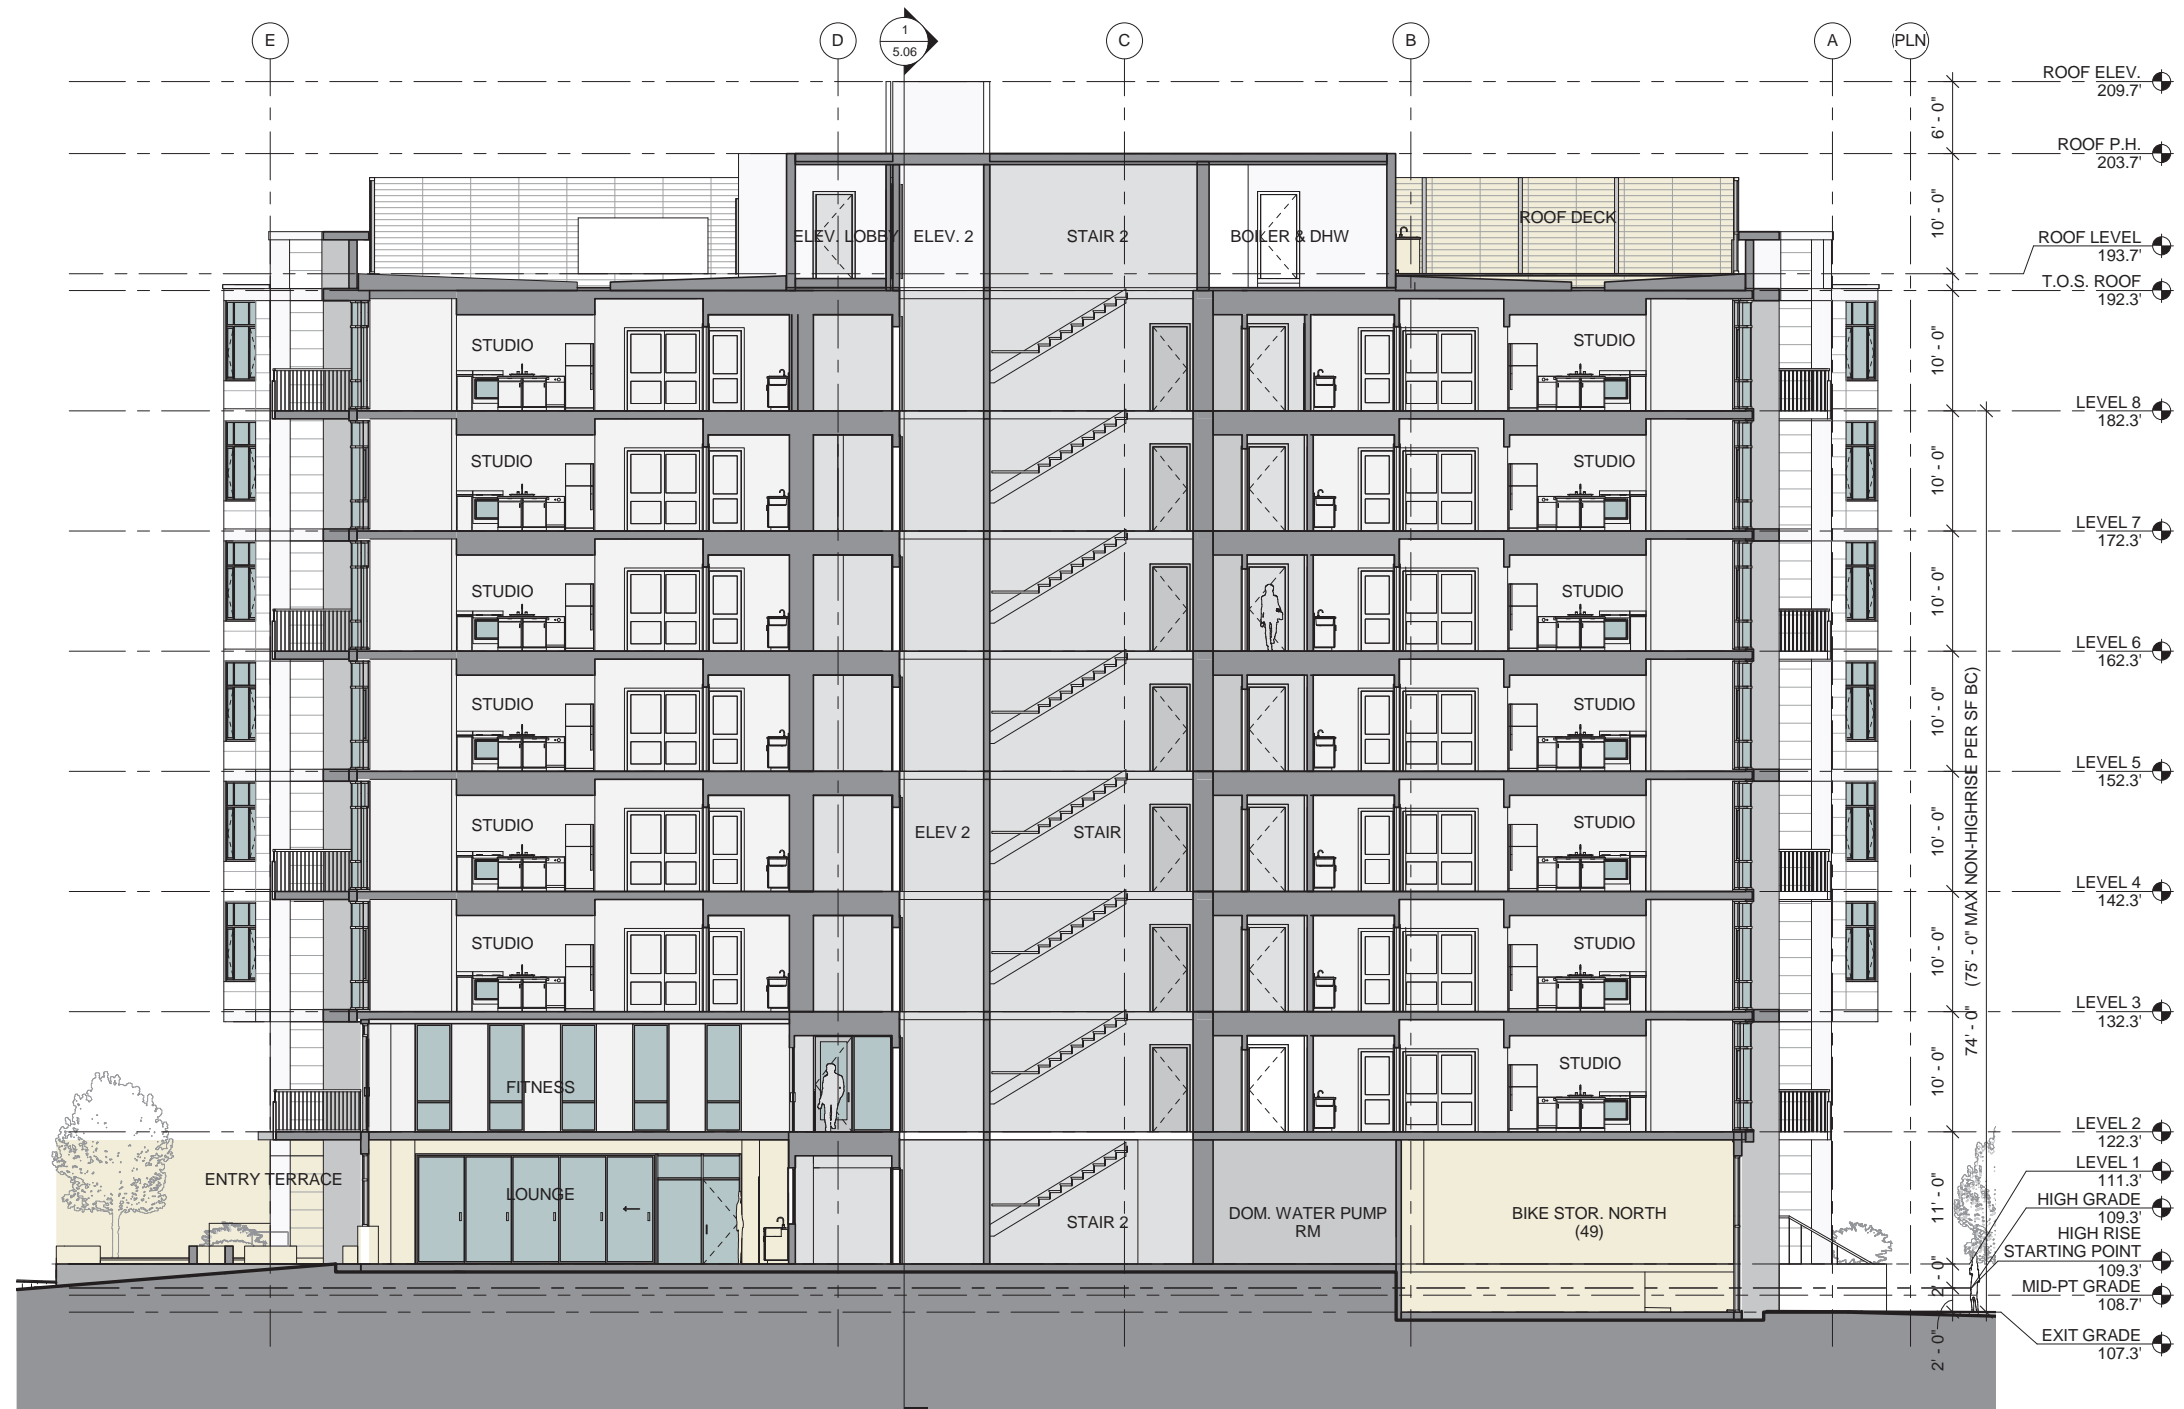 E
D
1
5.06
C
B
A
PLN
ROOF ELEV.
209.7'
6' - 0"
ROOF P.H.
203.7'
10' - 0"
ROOF DECK
ELEV. LOBBY
ELEV. 2
STAIR 2
BOILER & DHW
ROOF LEVEL
193.7'
T.O.S. ROOF
192.3'
STUDIO
STUDIO
10' - 0"
LEVEL 8
182.3'
STUDIO
STUDIO
10' - 0"
LEVEL 7
172.3'
STUDIO
STUDIO
10' - 0"
LEVEL 6
162.3'
STUDIO
STUDIO
10' - 0"
LEVEL 5
152.3'
STUDIO
ELEV 2
STAIR
STUDIO
10' - 0"
LEVEL 4
142.3'
STUDIO
STUDIO
10' - 0"
74' - 0" (75' - 0" MAX NON-HIGHRISE PER SF BC)
LEVEL 3
132.3'
FITNESS
STUDIO
10' - 0"
LEVEL 2
122.3'
ENTRY TERRACE
LOUNGE
STAIR 2
DOM. WATER PUMP
RM
BIKE STOR. NORTH
(49)
11' - 0"
LEVEL 1
111.3'
HIGH GRADE
109.3'
HIGH RISE
STARTING POINT
109.3'
2' - 0"
MID-PT GRADE
108.7'
2' - 0"
EXIT GRADE
107.3'